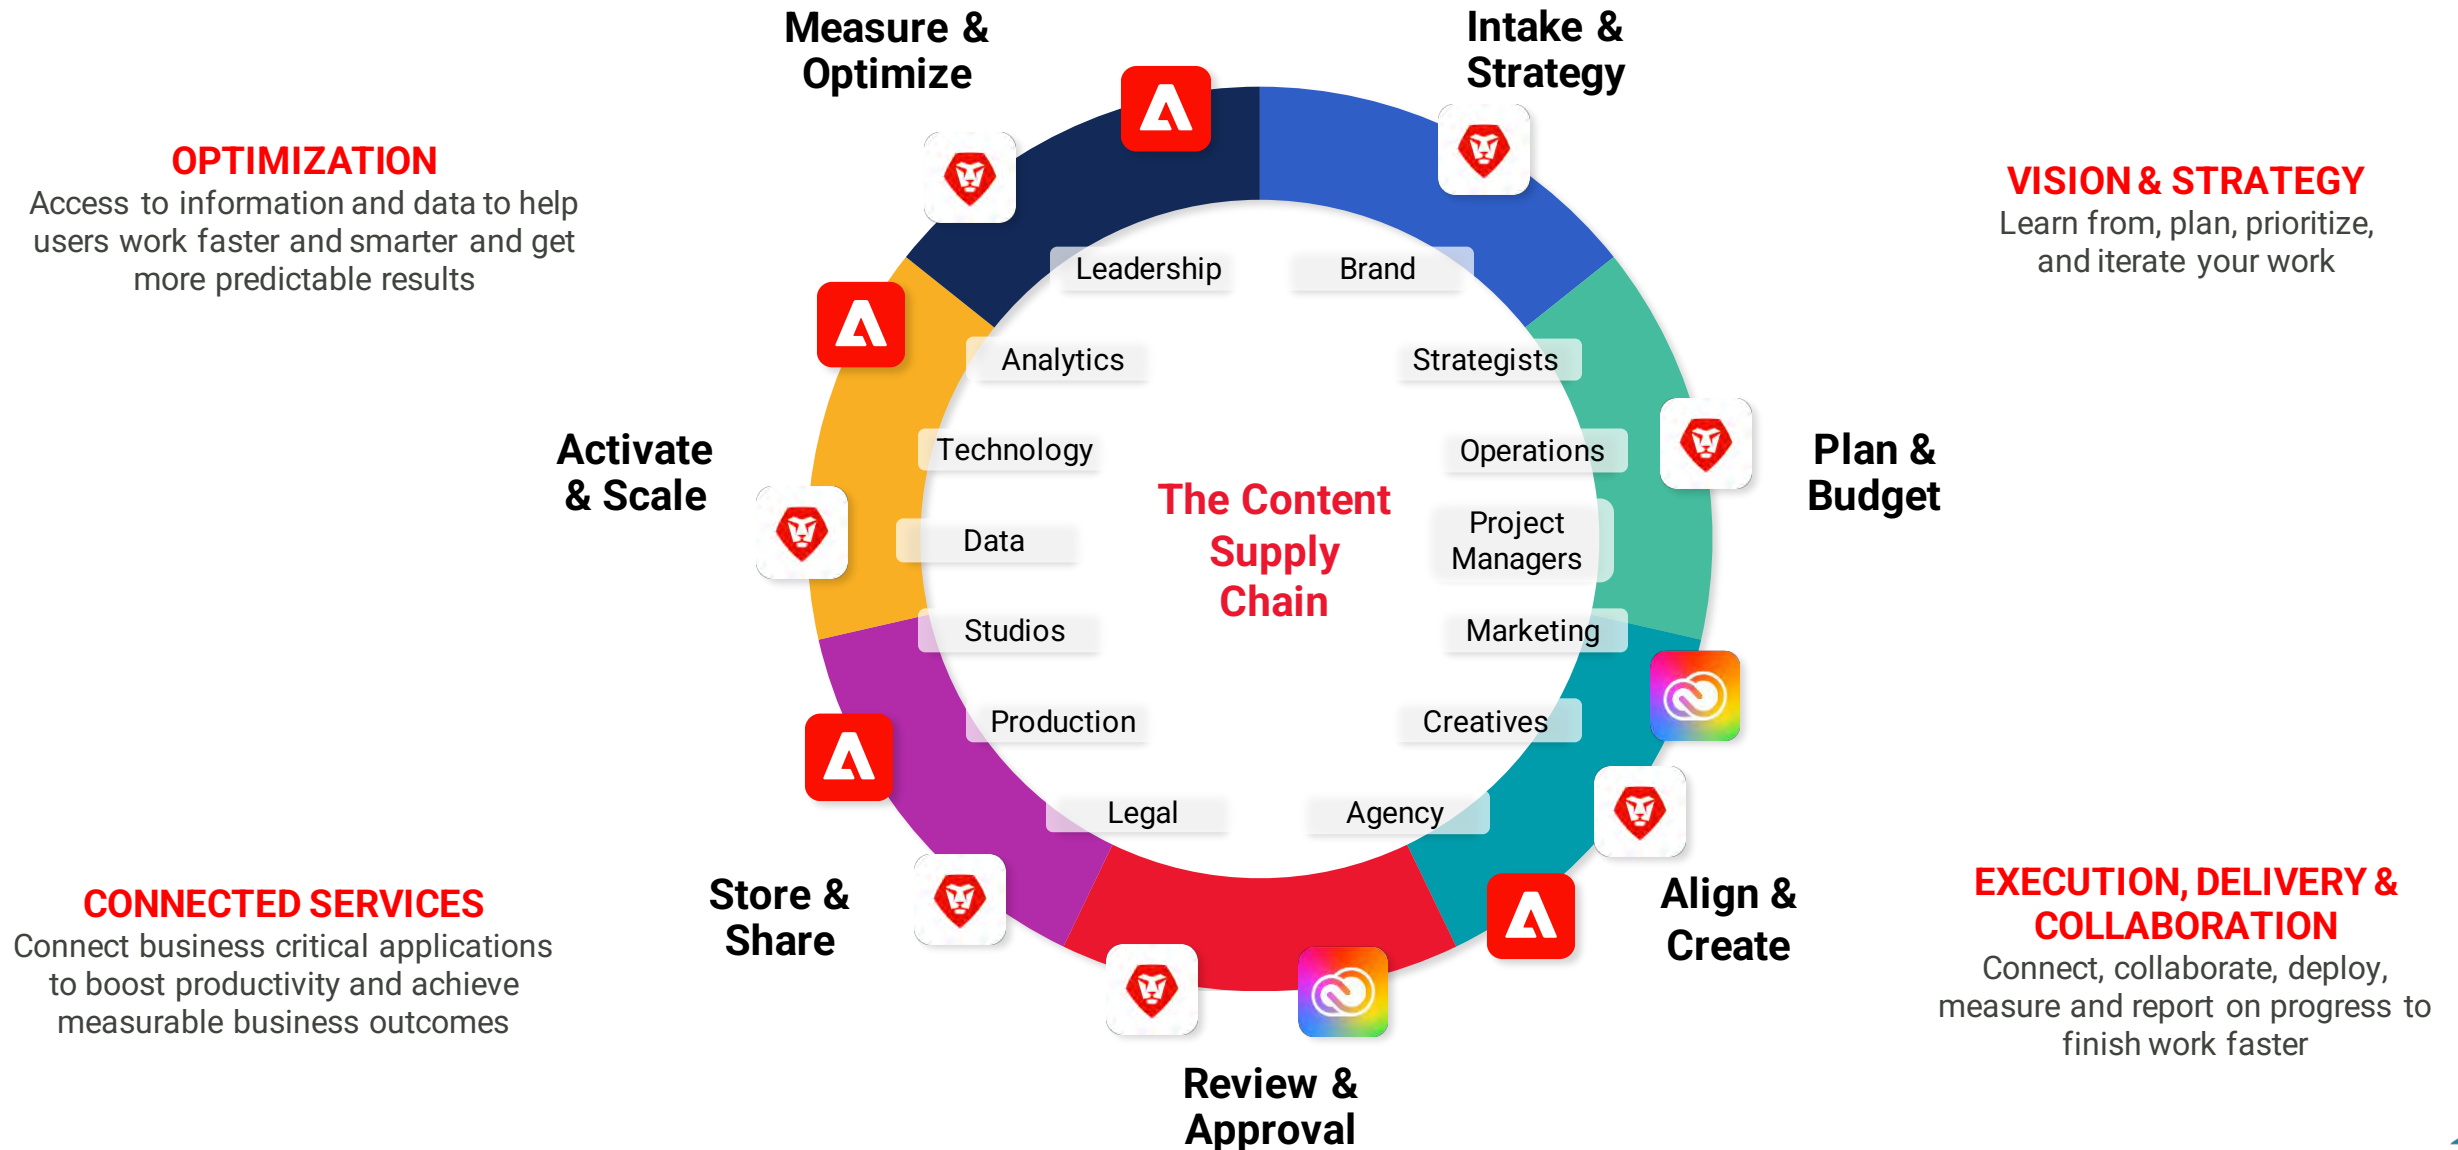 Measure &
Optimize
Intake &
Strategy
OPTIMIZATION
Access to information and data to help
users work faster and smarter and get
more predictable results
VISION & STRATEGY
Learn from, plan, prioritize,
and iterate your work
Leadership
Brand
Analytics
Strategists
Technology
Operations
Data
Project
Managers
Studios
Marketing
Production
Creatives
Legal
Agency
The Content
Supply
Chain
Activate
& Scale
Plan &
Budget
Store &
Share
Align &
Create
CONNECTED SERVICES
Connect business critical applications
to boost productivity and achieve
measurable business outcomes
EXECUTION, DELIVERY &
COLLABORATION
Connect, collaborate, deploy,
measure and report on progress to
finish work faster
Review &
Approval